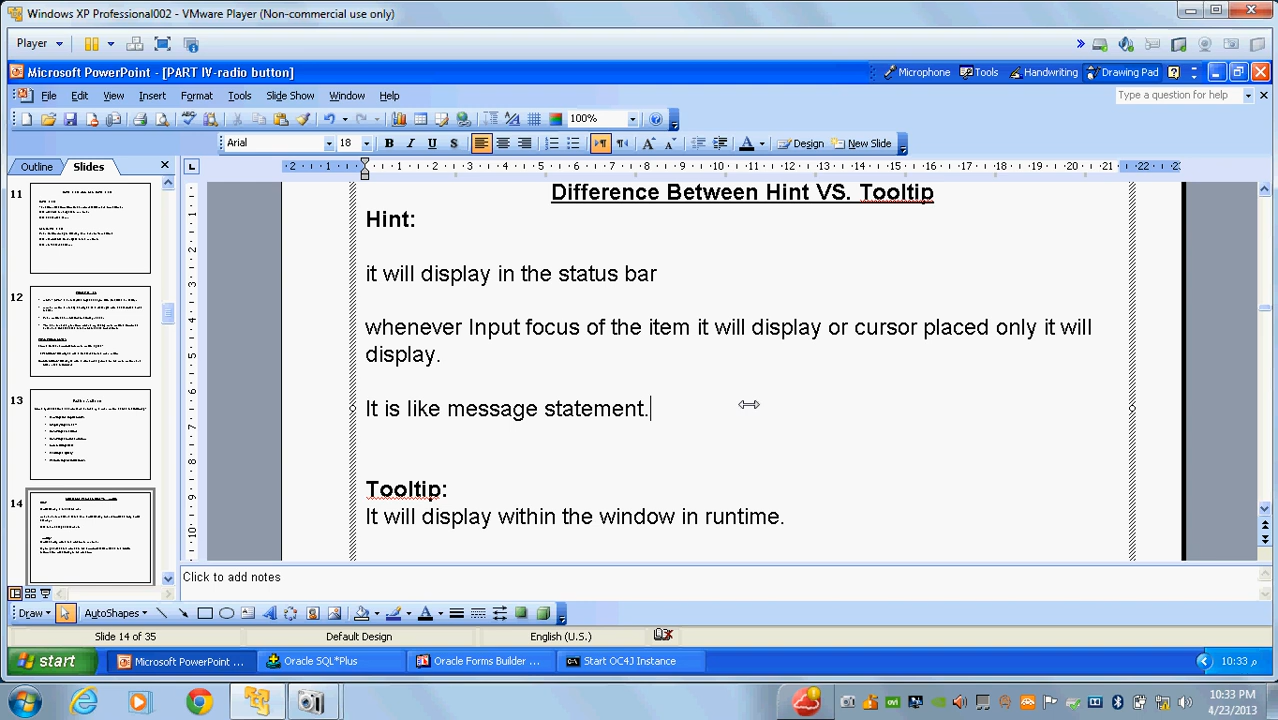 Windows XP Professional002 - VMware Player (Non-commercial use only)
Player
Microsoft PowerPoint - [PART IV-radio button]
Microphone Tools Handwriting Drawing Pad
File Edit View Insert Format Tools Slide Show Window Help
Type a question for help
100%
Arial 18 B I U S Design New Slide
Outline Slides
Difference Between Hint VS. Tooltip
Hint:
it will display in the status bar
whenever Input focus of the item it will display or cursor placed only it will
display.
It is like message statement.
Tooltip:
It will display within the window in runtime.
11
12
13
14
Click to add notes
Draw AutoShapes
Slide 14 of 35 Default Design English (U.S.)
start Microsoft PowerPoint ... Oracle SQL*Plus Oracle Forms Builder ... Start OC4J Instance 10:33 م
10:33 PM
4/23/2013